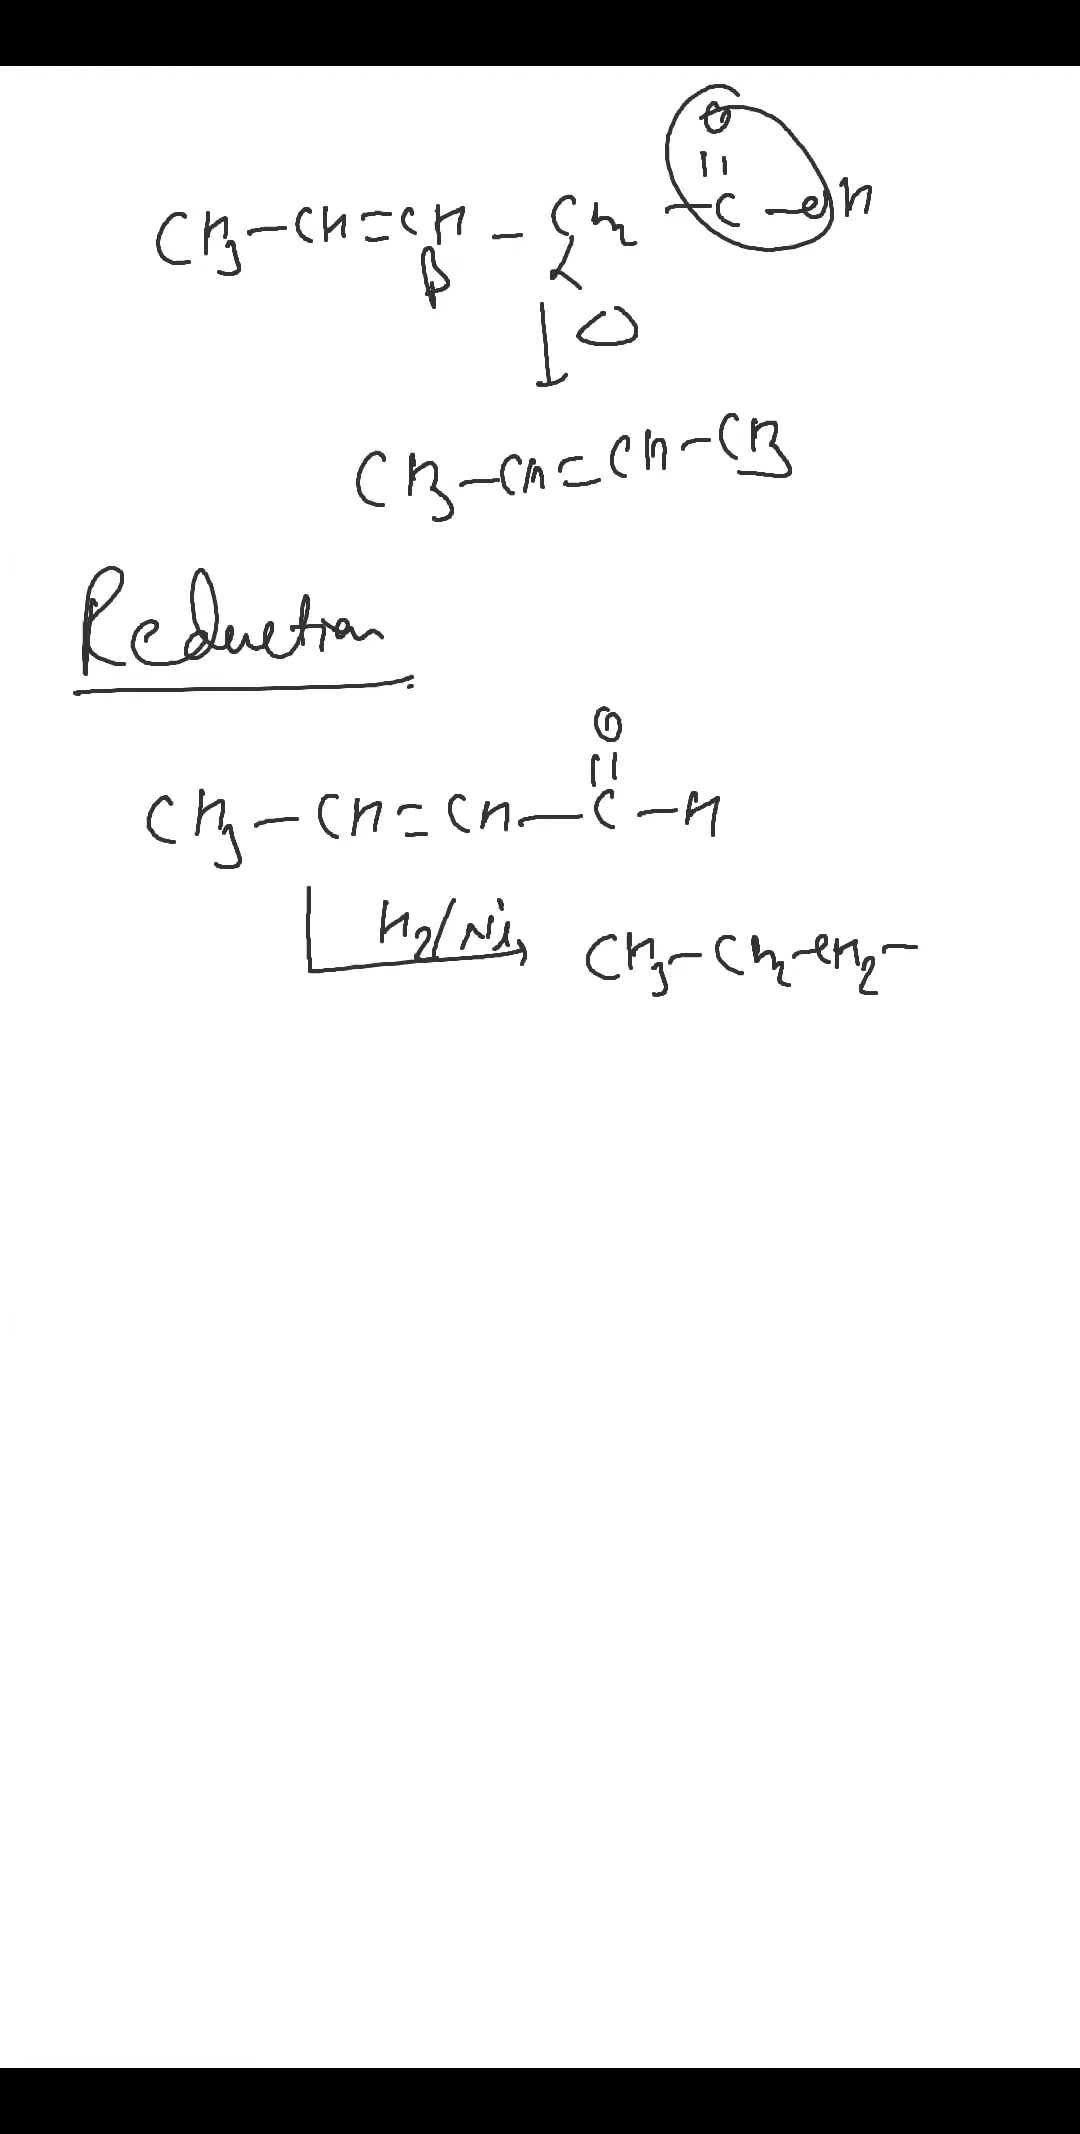 O
||
CH3-CH=CH-CH2-C-OH
β α
↓ Δ
CH3-CH=CH-CH3
Reduction
O
||
CH3-CH=CH-C-H
H2/Ni
CH3-CH2-CH2-